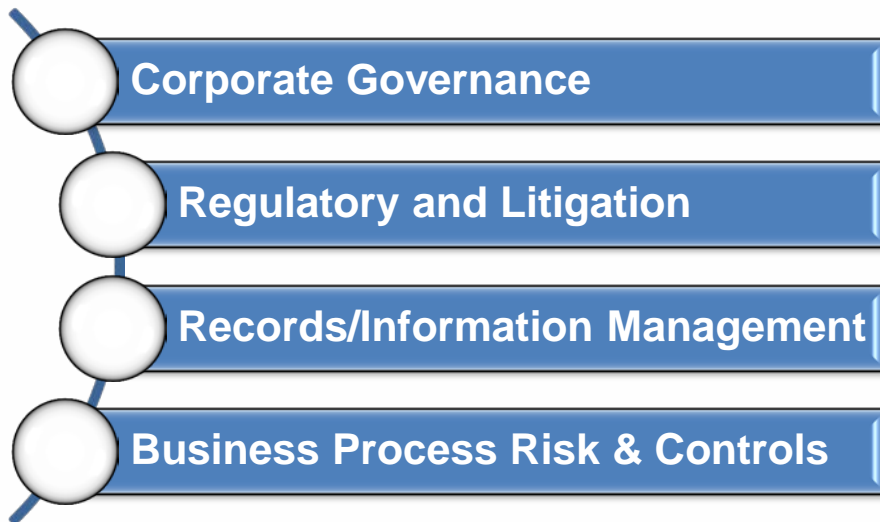 Corporate Governance
Regulatory and Litigation
Records/Information Management
Business Process Risk & Controls